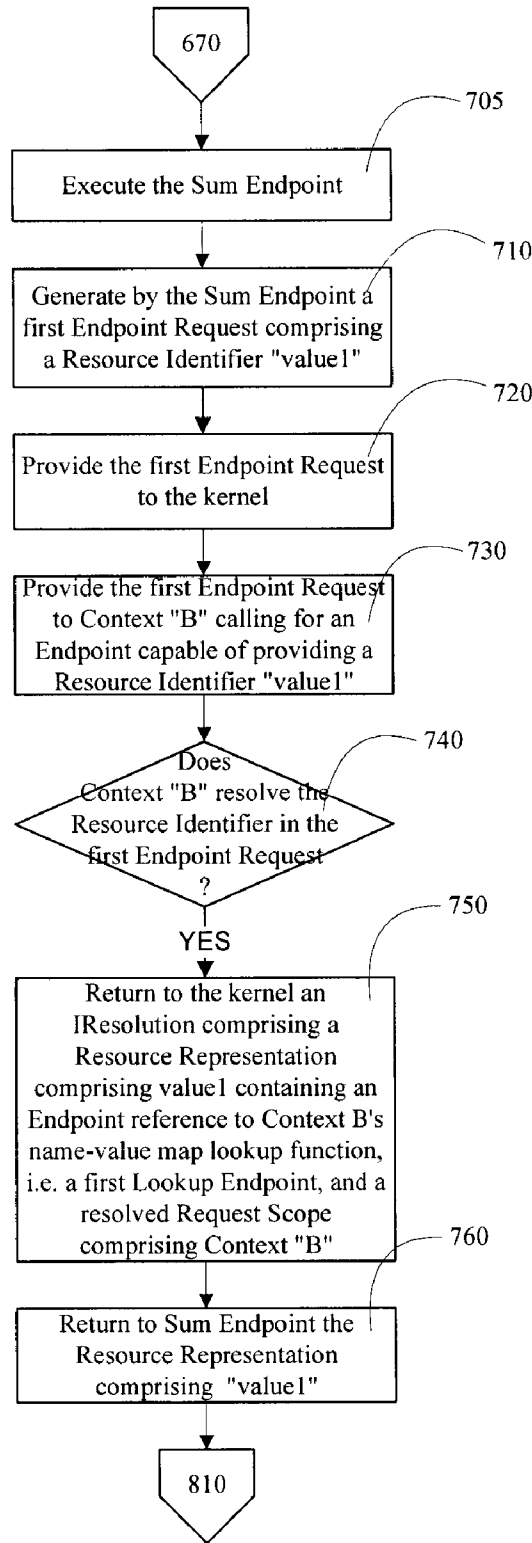 670
705
Execute the Sum Endpoint
710
Generate by the Sum Endpoint a
first Endpoint Request comprising
a Resource Identifier "value1"
720
Provide the first Endpoint Request
to the kernel
730
Provide the first Endpoint Request
to Context "B" calling for an
Endpoint capable of providing a
Resource Identifier "value1"
740
Does
Context "B" resolve the
Resource Identifier in the
first Endpoint Request
?
YES
750
Return to the kernel an
IResolution comprising a
Resource Representation
comprising value1 containing an
Endpoint reference to Context B's
name-value map lookup function,
i.e. a first Lookup Endpoint, and a
resolved Request Scope
comprising Context "B"
760
Return to Sum Endpoint the
Resource Representation
comprising "value1"
810